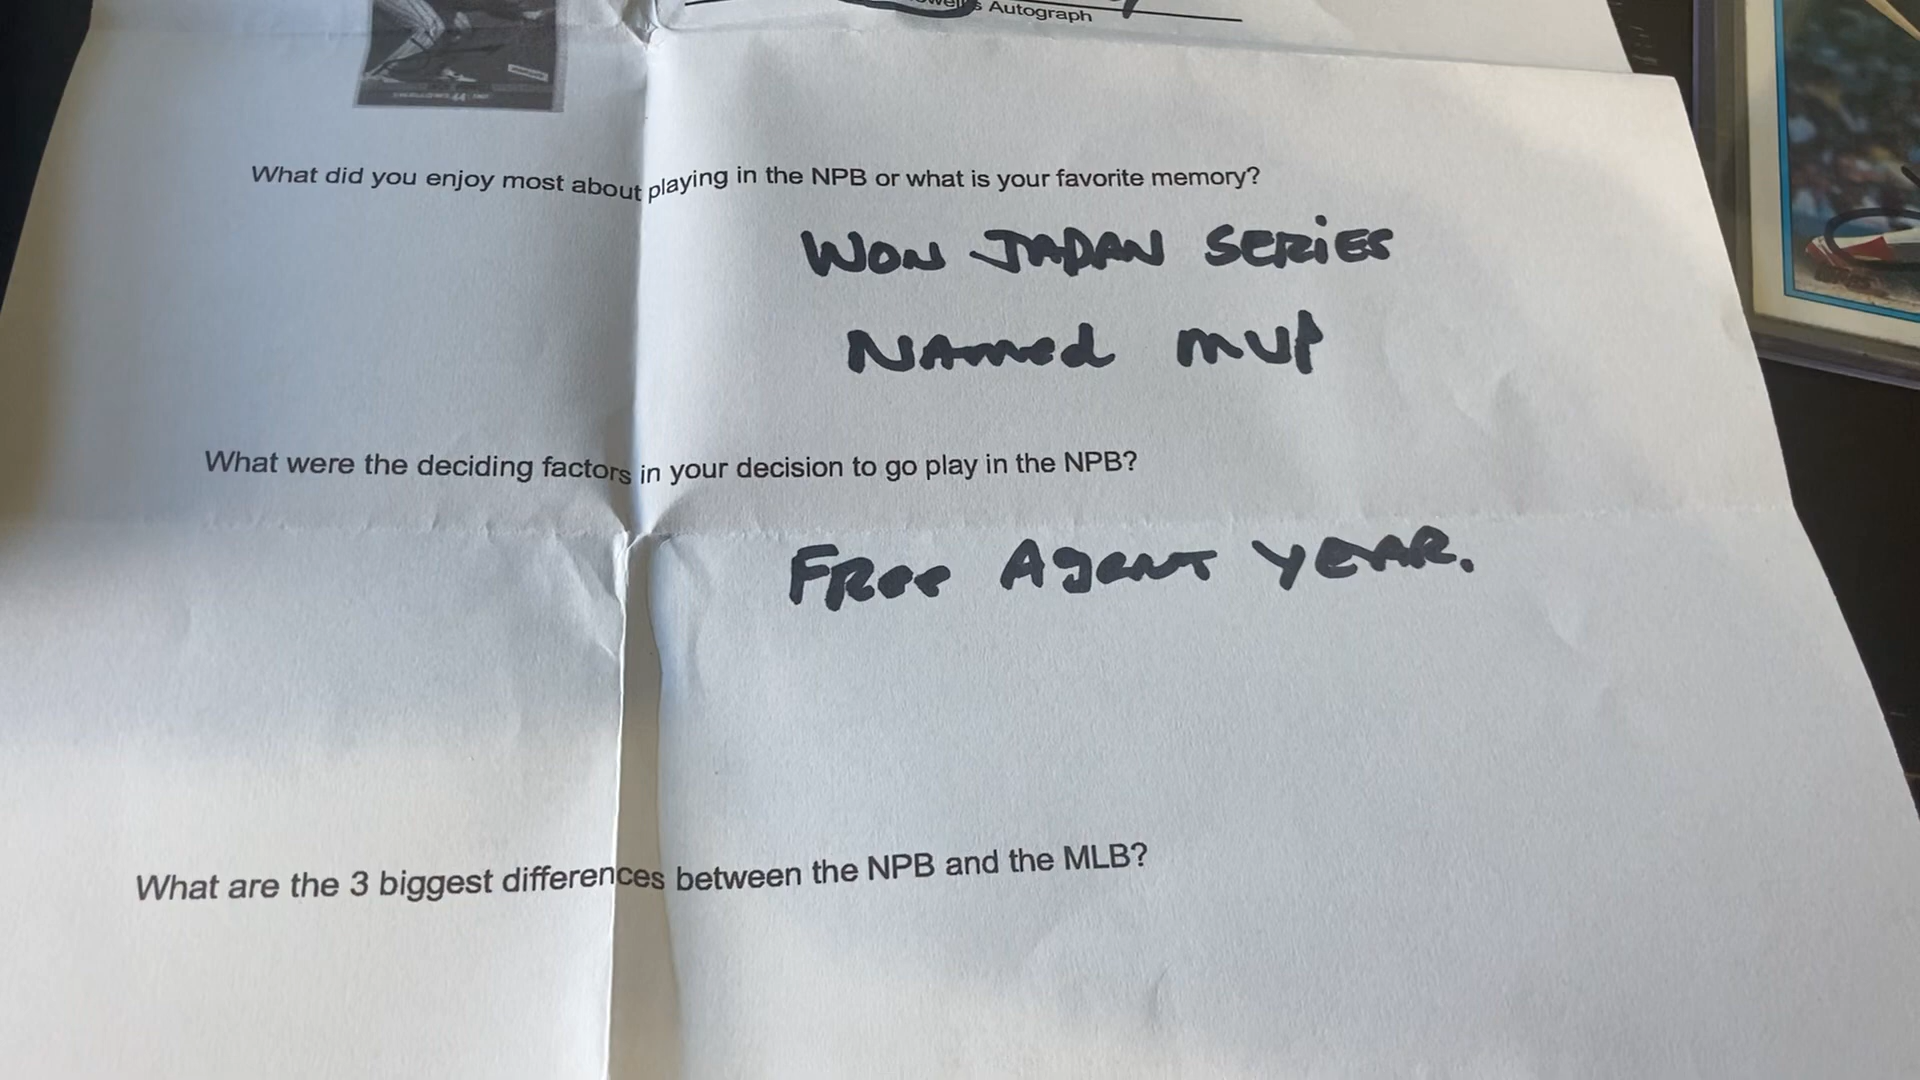 Autograph
What did you enjoy most about playing in the NPB or what is your favorite memory?
WON JAPAN SERIES
NAmed mVP
What were the deciding factors in your decision to go play in the NPB?
FRee AgenT YEAR.
What are the 3 biggest differences between the NPB and the MLB?